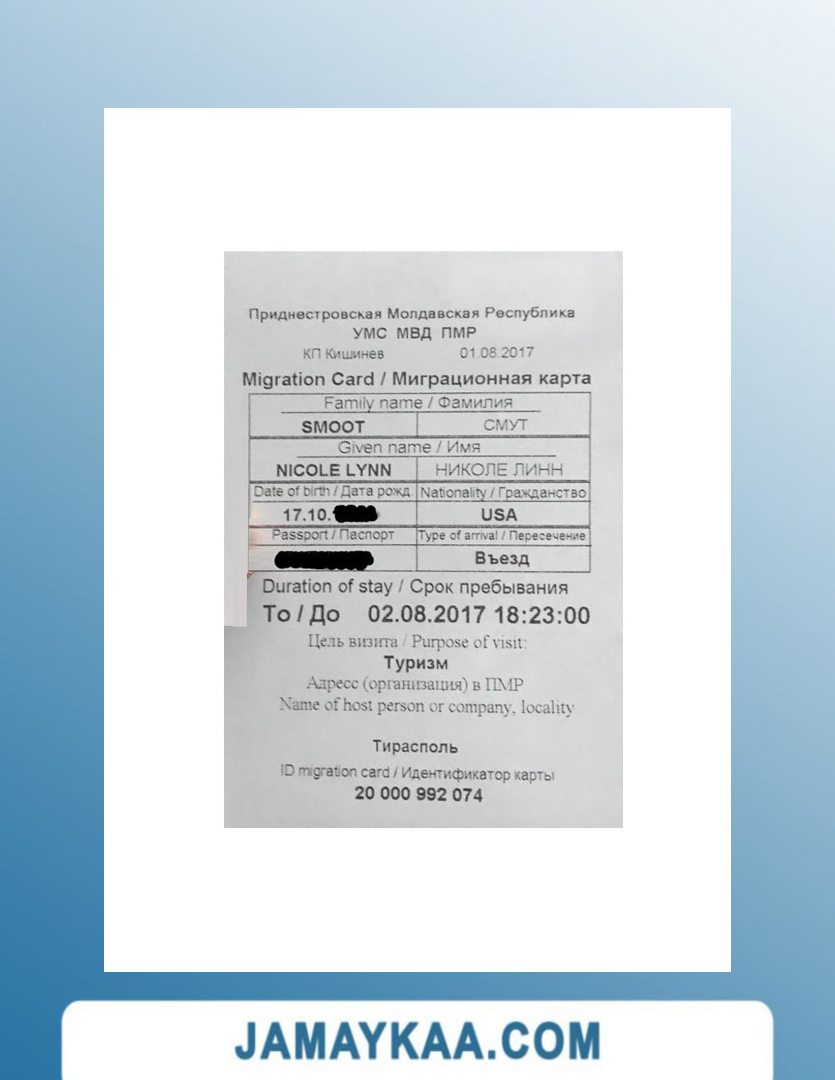 Приднестровская Молдавская Республика
УМС МВД ПМР
КП Кишинев 01.08.2017
Migration Card / Миграционная карта
Family name / Фамилия
SMOOT СМУТ
Given name / Имя
NICOLE LYNN НИКОЛЕ ЛИНН
Date of birth / Дата рожд. Nationality / Гражданство
17.10. USA
Passport / Паспорт Type of arrival / Пересечение
Въезд
Duration of stay / Срок пребывания
To / До 02.08.2017 18:23:00
Цель визита / Purpose of visit:
Туризм
Адресс (организация) в ПМР
Name of host person or company, locality
Тирасполь
ID migration card / Идентификатор карты
20 000 992 074
JAMAYKAA.COM